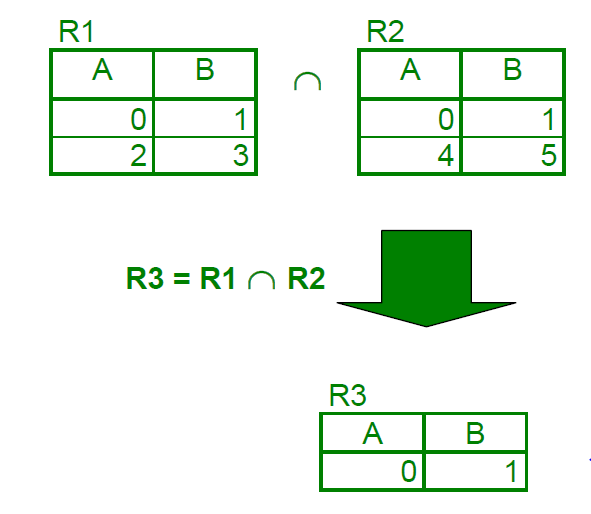 R1 R2
A B ∩ A B
0 1 0 1
2 3 4 5
R3 = R1 ∩ R2
R3
A B
0 1